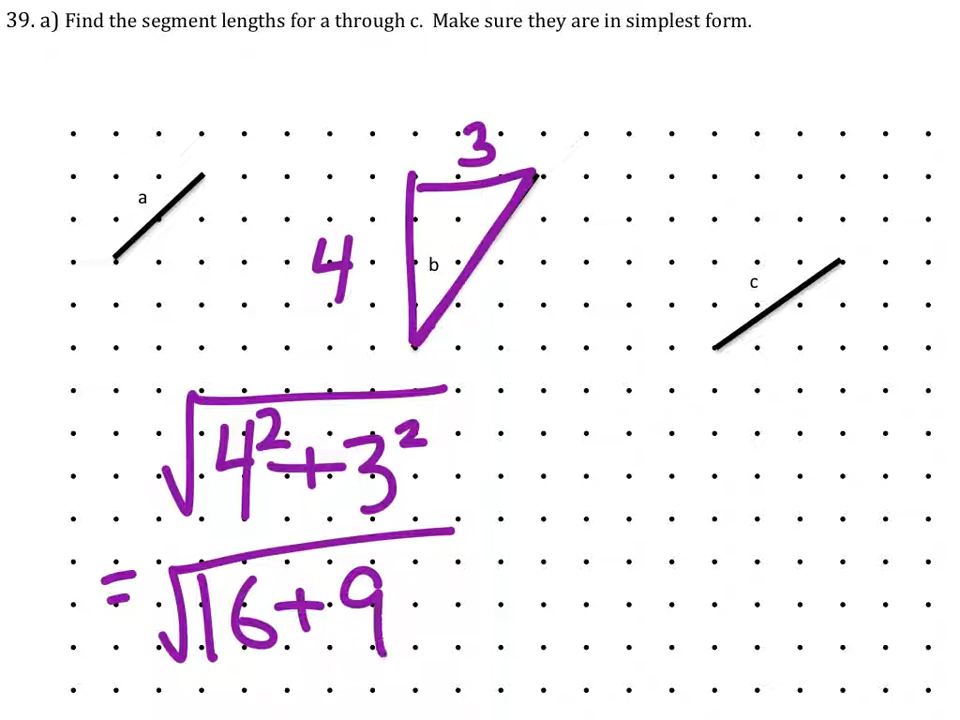 39. a) Find the segment lengths for a through c. Make sure they are in simplest form.
3
a
4
b
c
√4²+3²
= √16+9